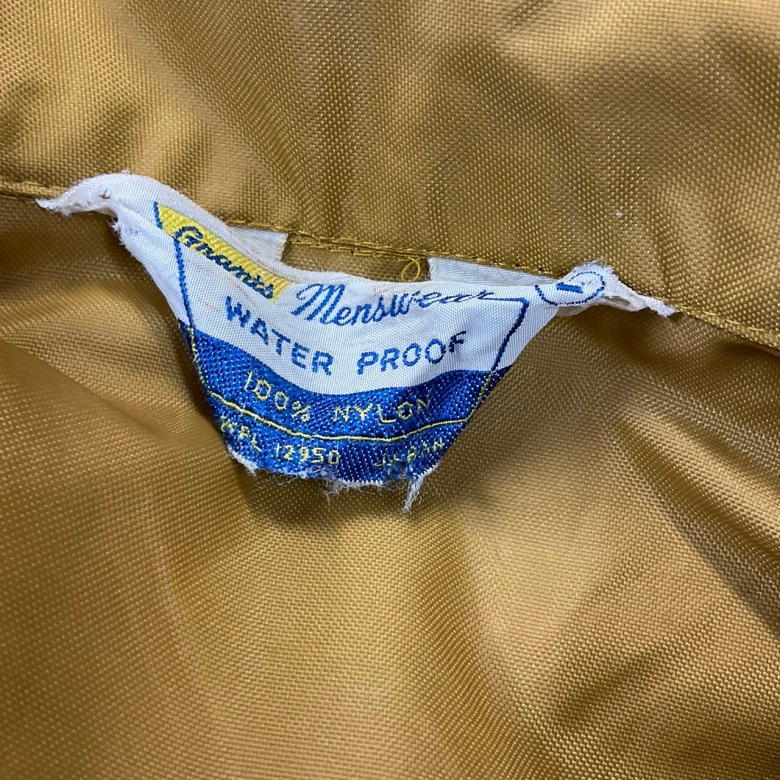 Grants Menswear
WATER PROOF
100% NYLON
WPL 12950 JAPAN